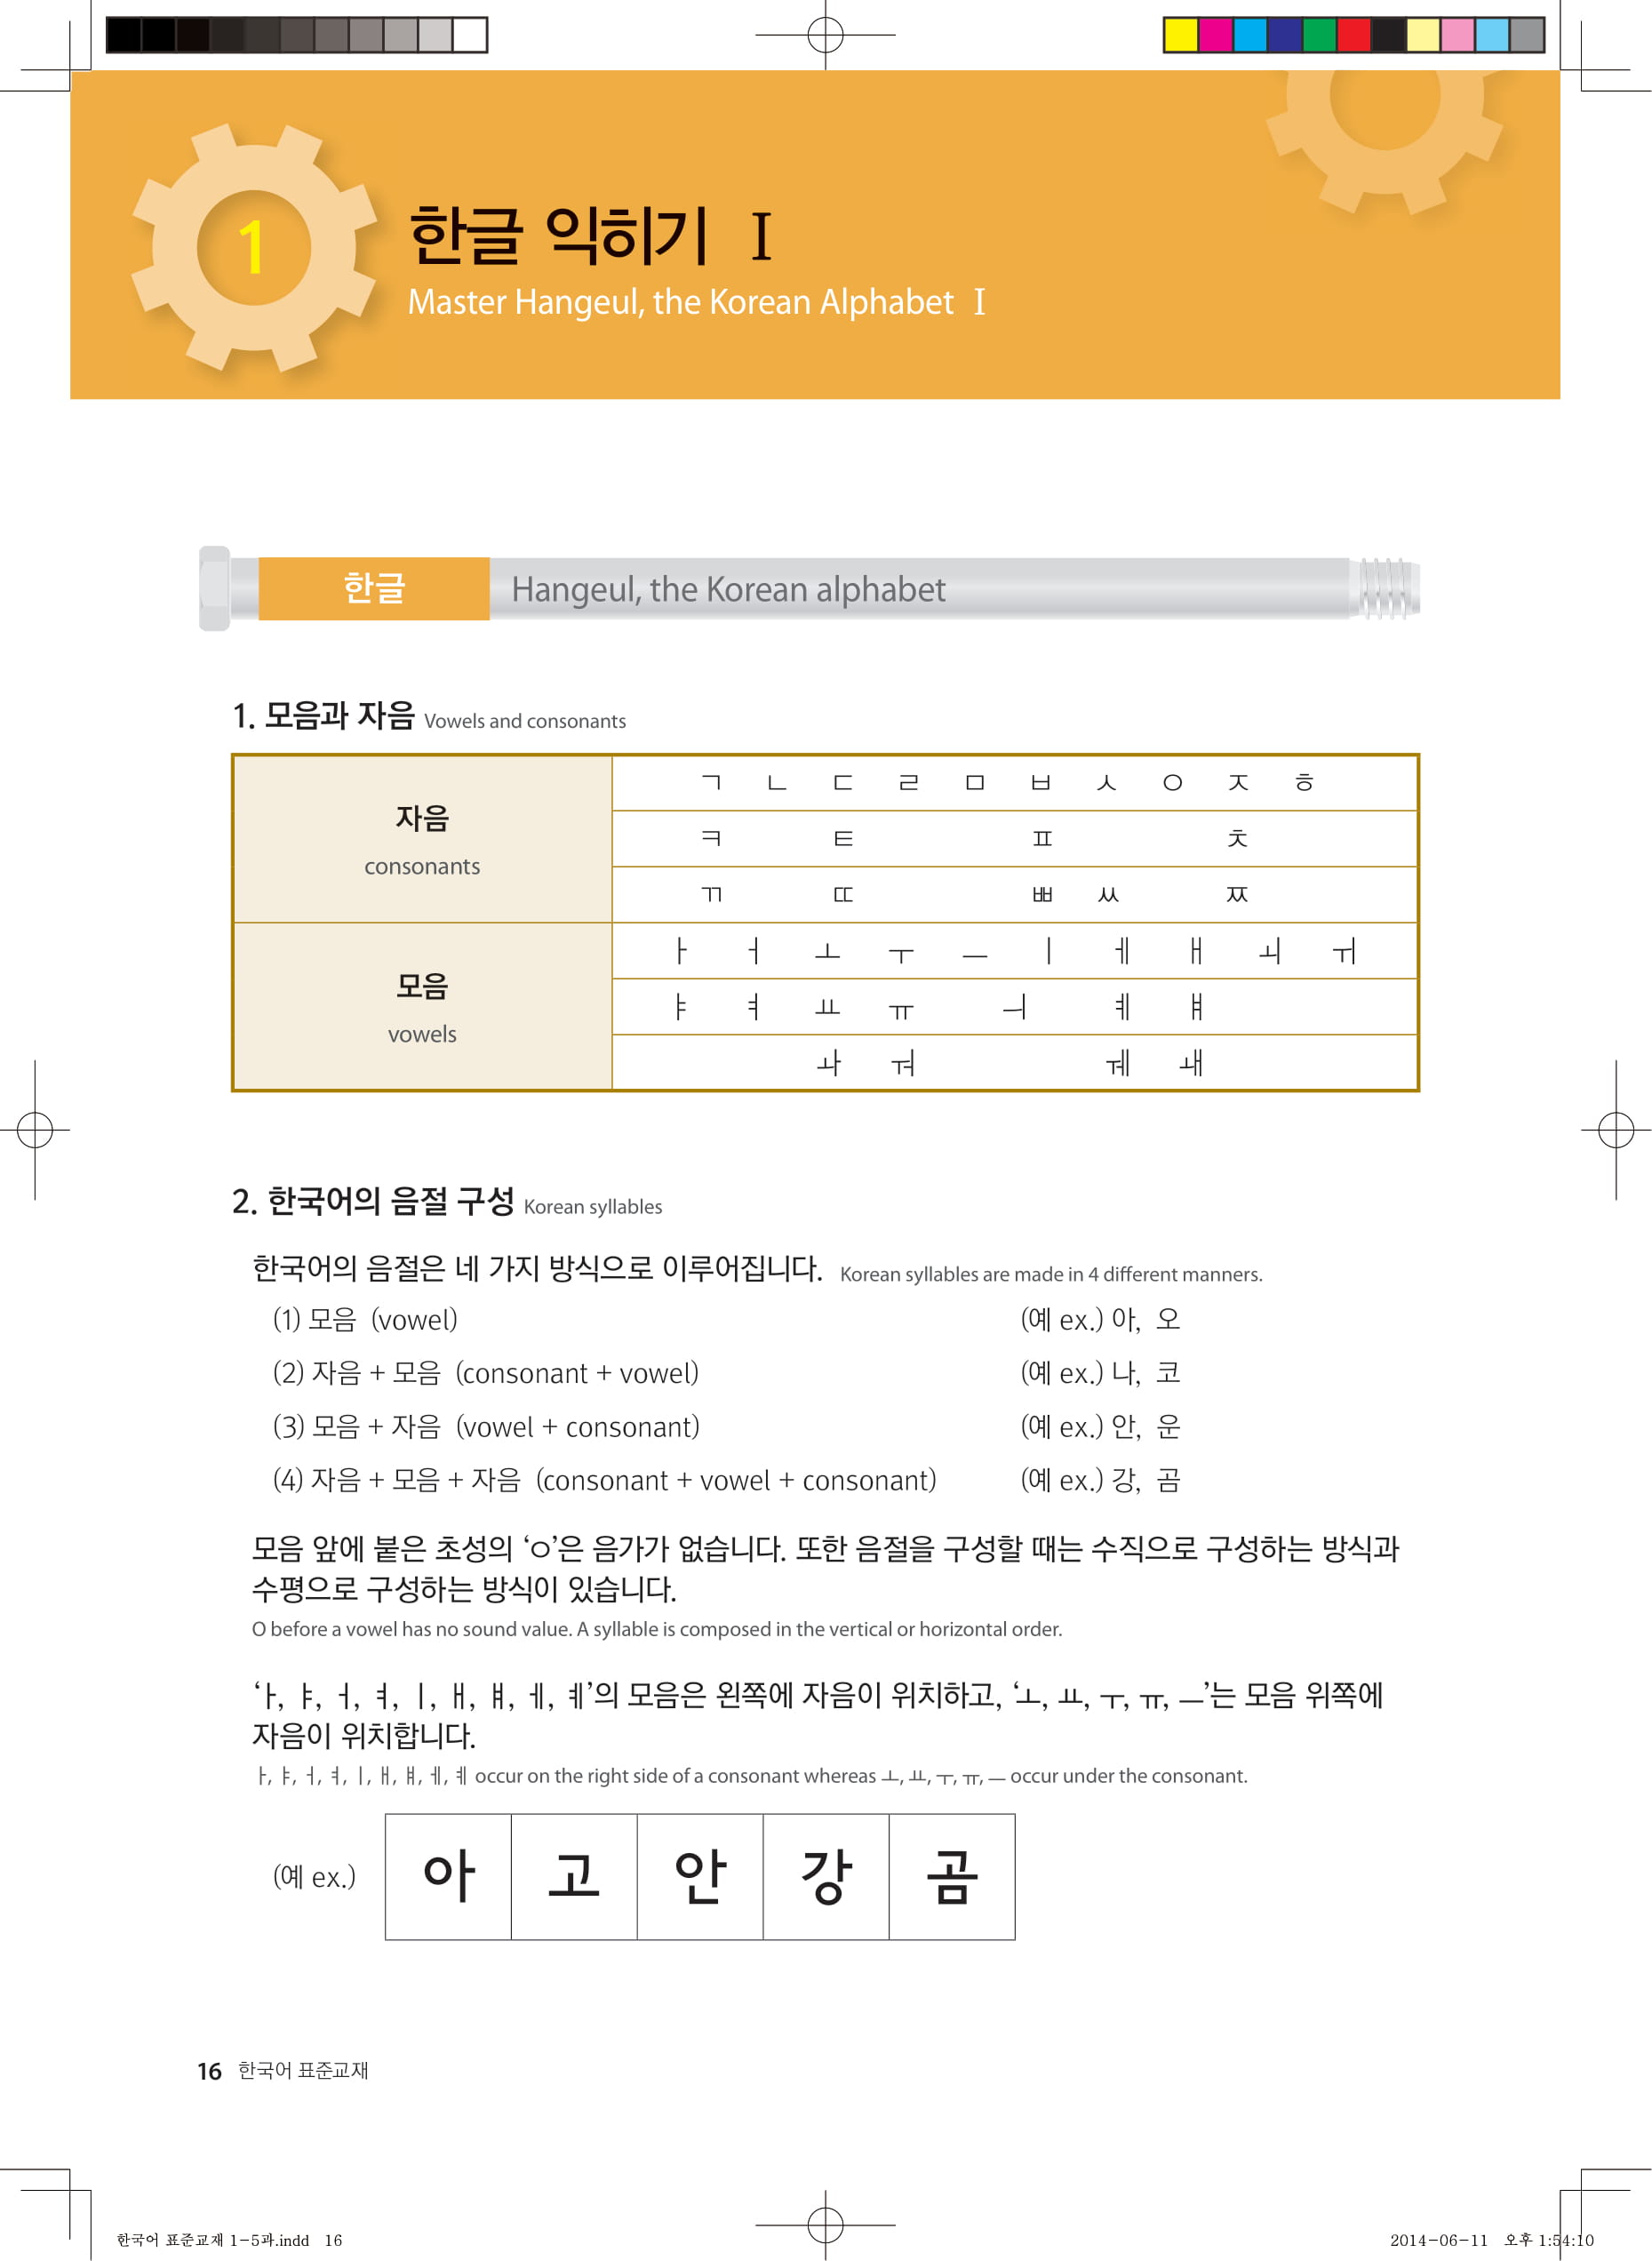 1
한글 익히기 Ⅰ
Master Hangeul, the Korean Alphabet Ⅰ
한글 Hangeul, the Korean alphabet
1. 모음과 자음 Vowels and consonants
자음
consonants
ㄱ ㄴ ㄷ ㄹ ㅁ ㅂ ㅅ ㅇ ㅈ ㅎ
ㅋ ㅌ ㅍ ㅊ
ㄲ ㄸ ㅃ ㅆ ㅉ
모음
vowels
ㅏ ㅓ ㅗ ㅜ ㅡ ㅣ ㅔ ㅐ ㅚ ㅟ
ㅑ ㅕ ㅛ ㅠ ㅢ ㅖ ㅒ
ㅘ ㅝ ㅞ ㅙ
2. 한국어의 음절 구성 Korean syllables
한국어의 음절은 네 가지 방식으로 이루어집니다. Korean syllables are made in 4 different manners.
(1) 모음 (vowel) (예 ex.) 아, 오
(2) 자음 + 모음 (consonant + vowel) (예 ex.) 나, 코
(3) 모음 + 자음 (vowel + consonant) (예 ex.) 안, 운
(4) 자음 + 모음 + 자음 (consonant + vowel + consonant) (예 ex.) 강, 곰
모음 앞에 붙은 초성의 ‘ㅇ’은 음가가 없습니다. 또한 음절을 구성할 때는 수직으로 구성하는 방식과
수평으로 구성하는 방식이 있습니다.
O before a vowel has no sound value. A syllable is composed in the vertical or horizontal order.
‘ㅏ, ㅑ, ㅓ, ㅕ, ㅣ, ㅐ, ㅒ, ㅔ, ㅖ’의 모음은 왼쪽에 자음이 위치하고, ‘ㅗ, ㅛ, ㅜ, ㅠ, ㅡ’는 모음 위쪽에
자음이 위치합니다.
ㅏ, ㅑ, ㅓ, ㅕ, ㅣ, ㅐ, ㅒ, ㅔ, ㅖ occur on the right side of a consonant whereas ㅗ, ㅛ, ㅜ, ㅠ, ㅡ occur under the consonant.
(예 ex.) 아 고 안 강 곰
16 한국어 표준교재
한국어 표준교재 1-5과.indd 16 2014-06-11 오후 1:54:10